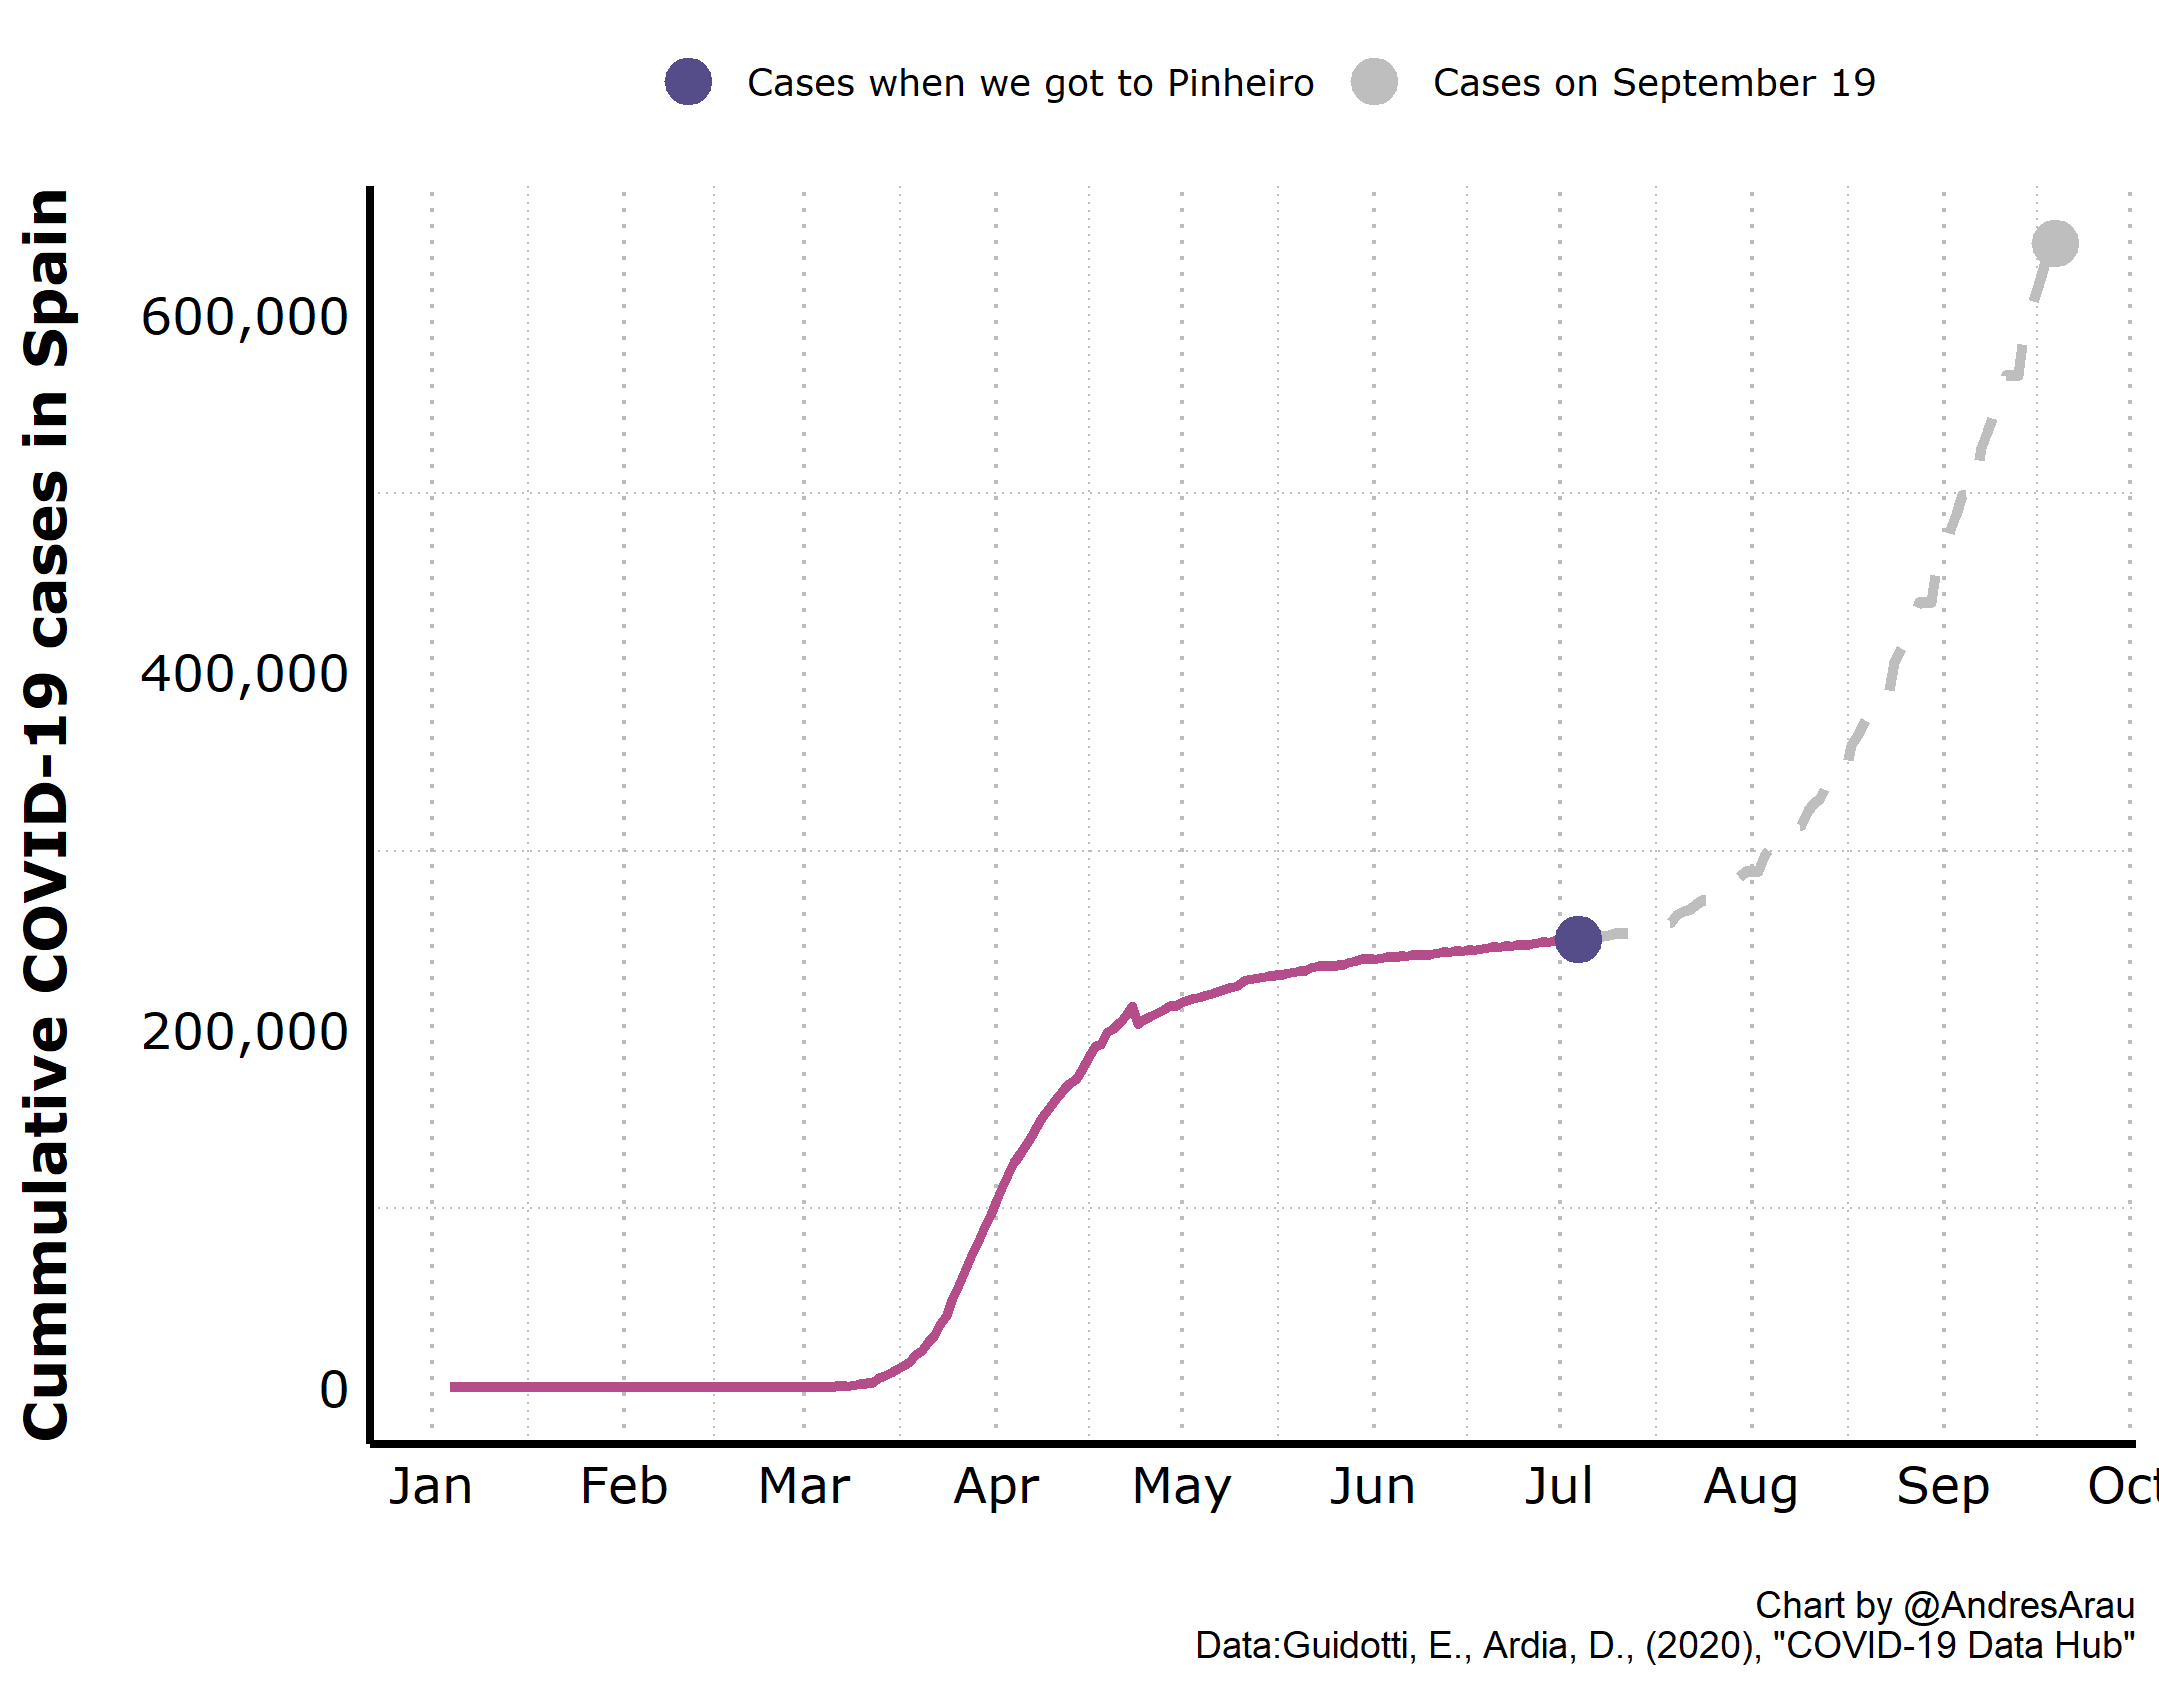 Cases when we got to Pinheiro
Cases on September 19
Cummulative COVID-19 cases in Spain
600,000
400,000
200,000
0
Jan Feb Mar Apr May Jun Jul Aug Sep Oct
Chart by @AndresArau
Data:Guidotti, E., Ardia, D., (2020), "COVID-19 Data Hub"